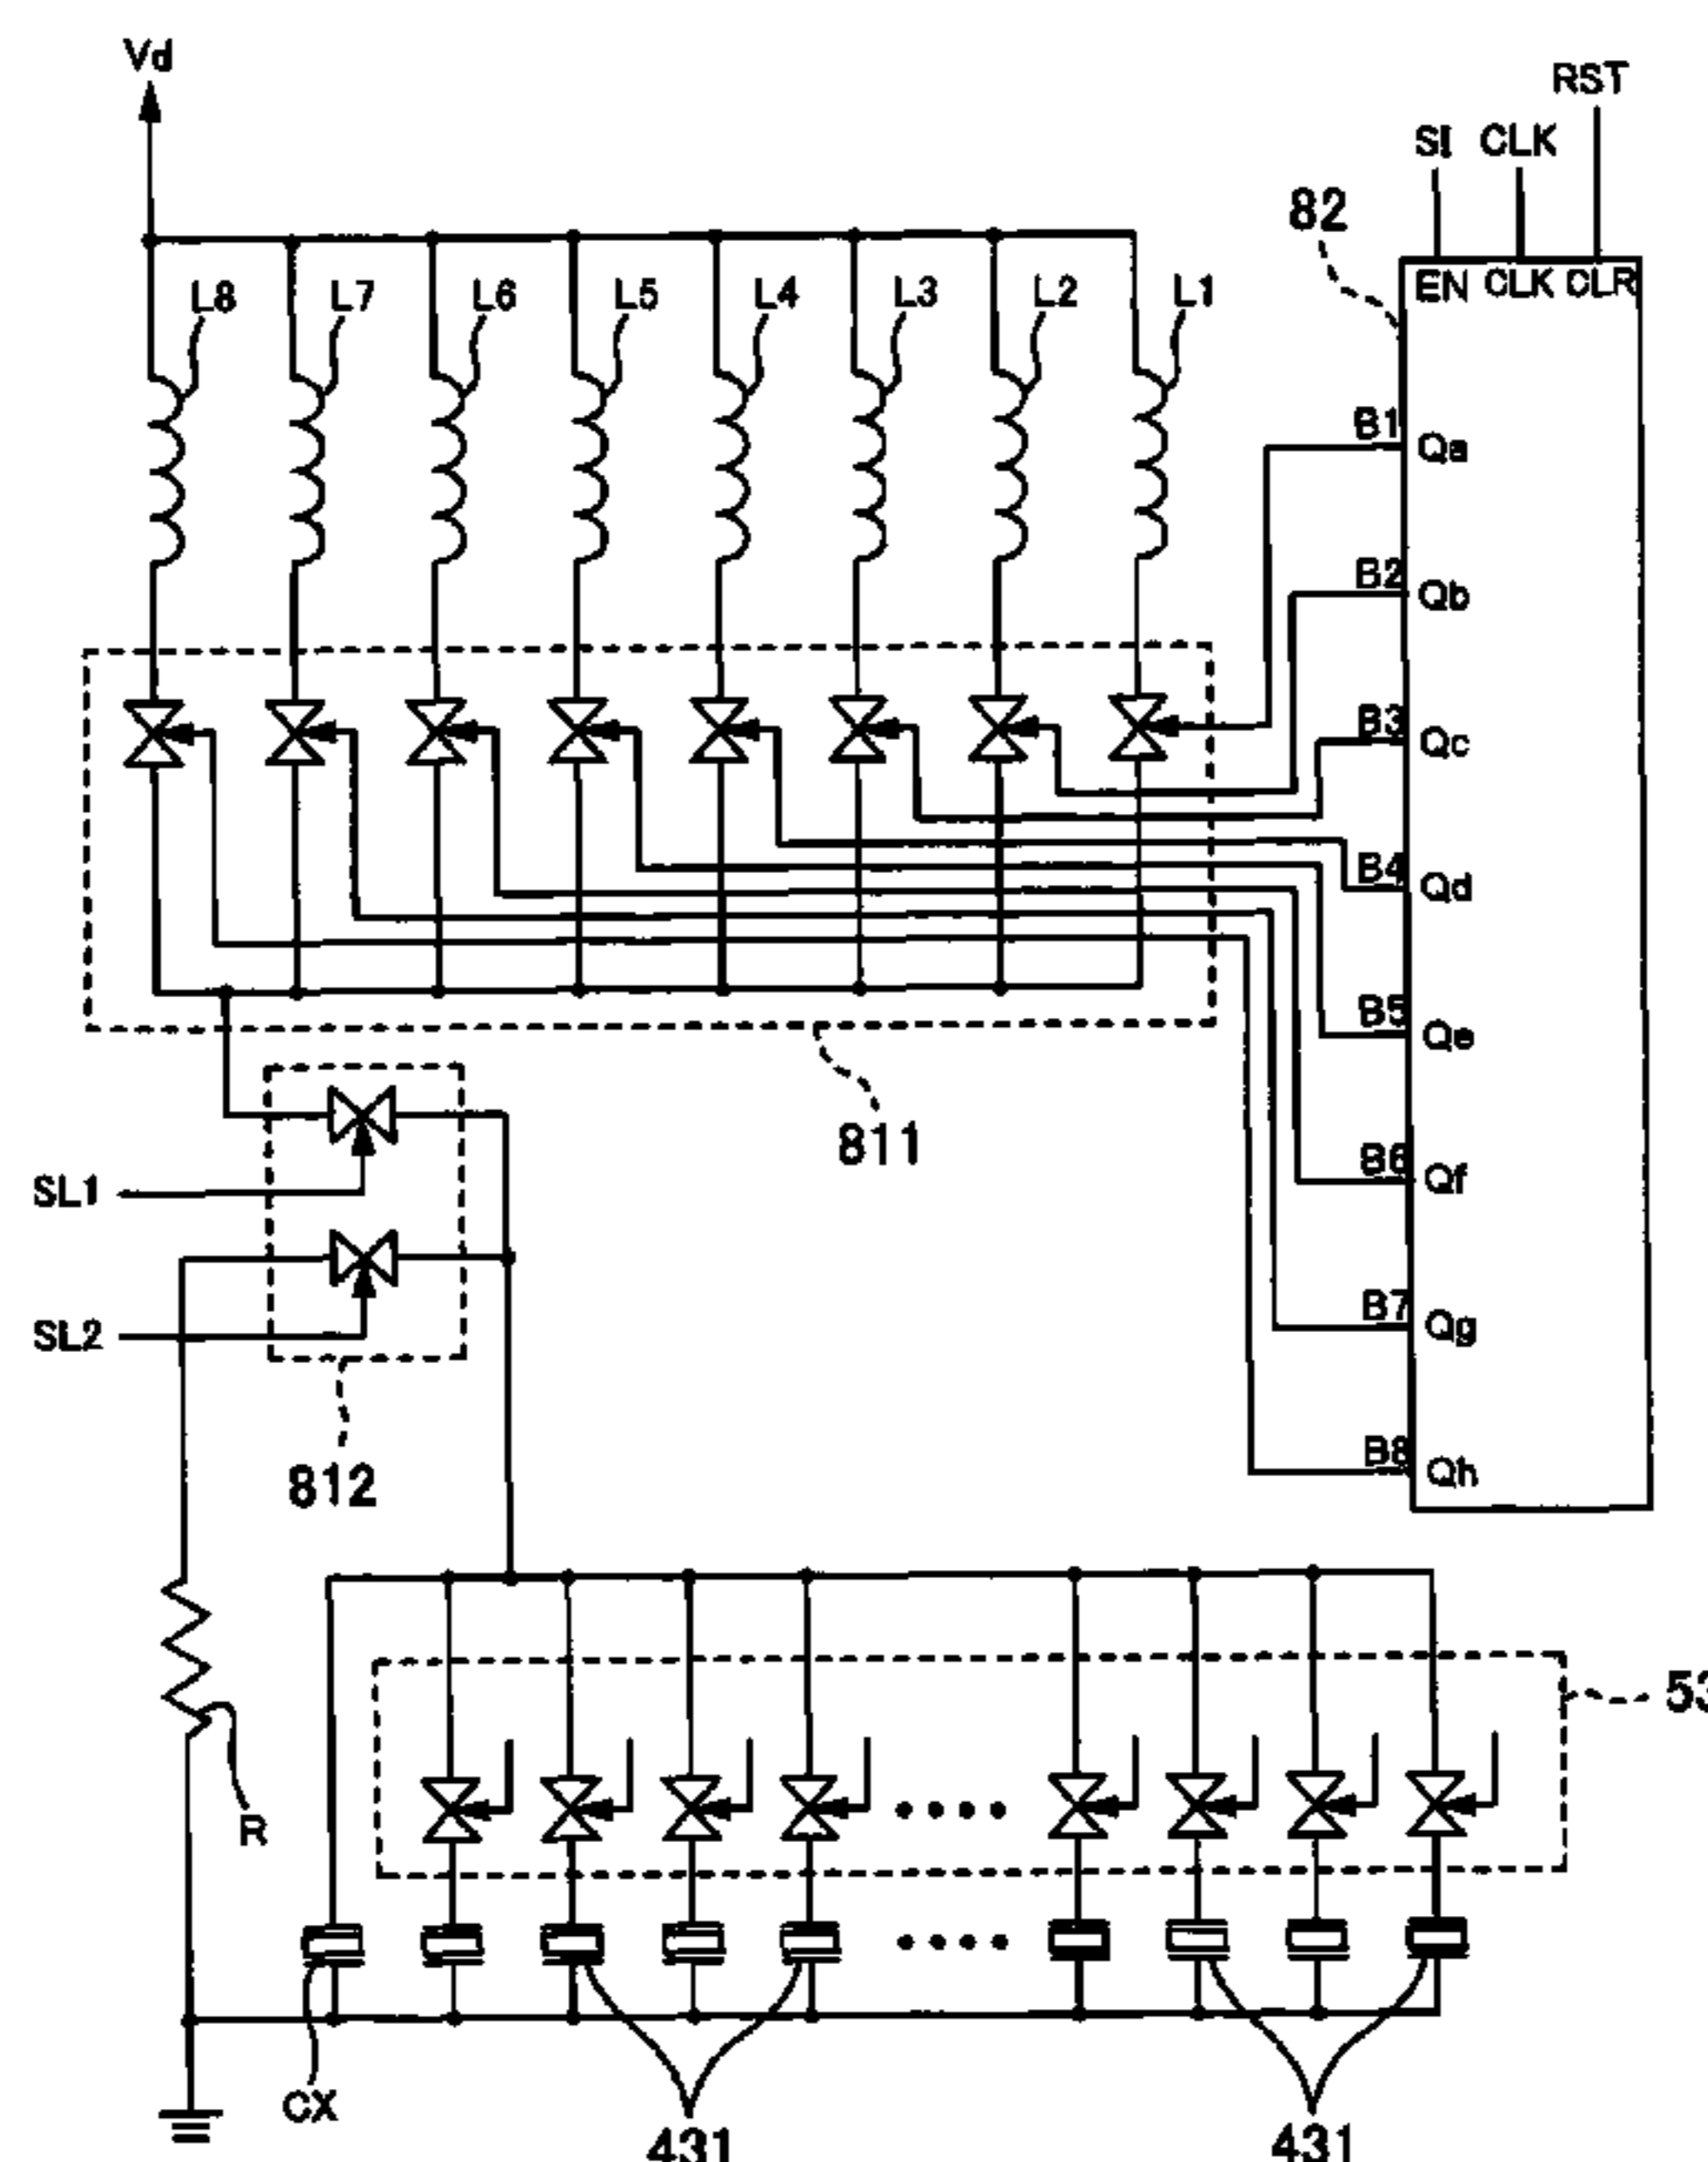 Vd
RST
SI CLK
82
EN CLK CLR
L8 L7 L6 L5 L4 L3 L2 L1
B1 Qa
B2 Qb
B3 Qc
B4 Qd
B5 Qe
811
SL1
B6 Qf
SL2
B7 Qg
812
B8 Qh
53
R
CX
431 431